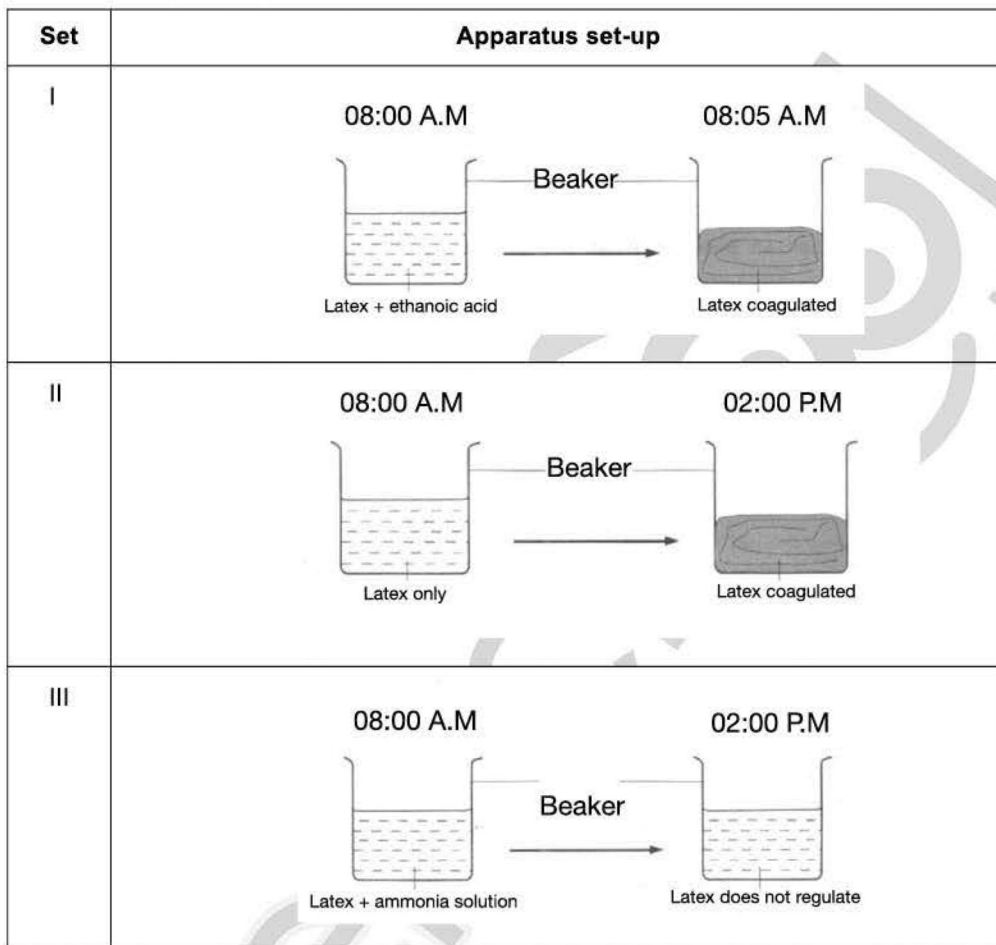 Set
Apparatus set-up
I
08:00 A.M
08:05 A.M
Beaker
Latex + ethanoic acid
Latex coagulated
II
08:00 A.M
02:00 P.M
Beaker
Latex only
Latex coagulated
III
08:00 A.M
02:00 P.M
Beaker
Latex + ammonia solution
Latex does not regulate